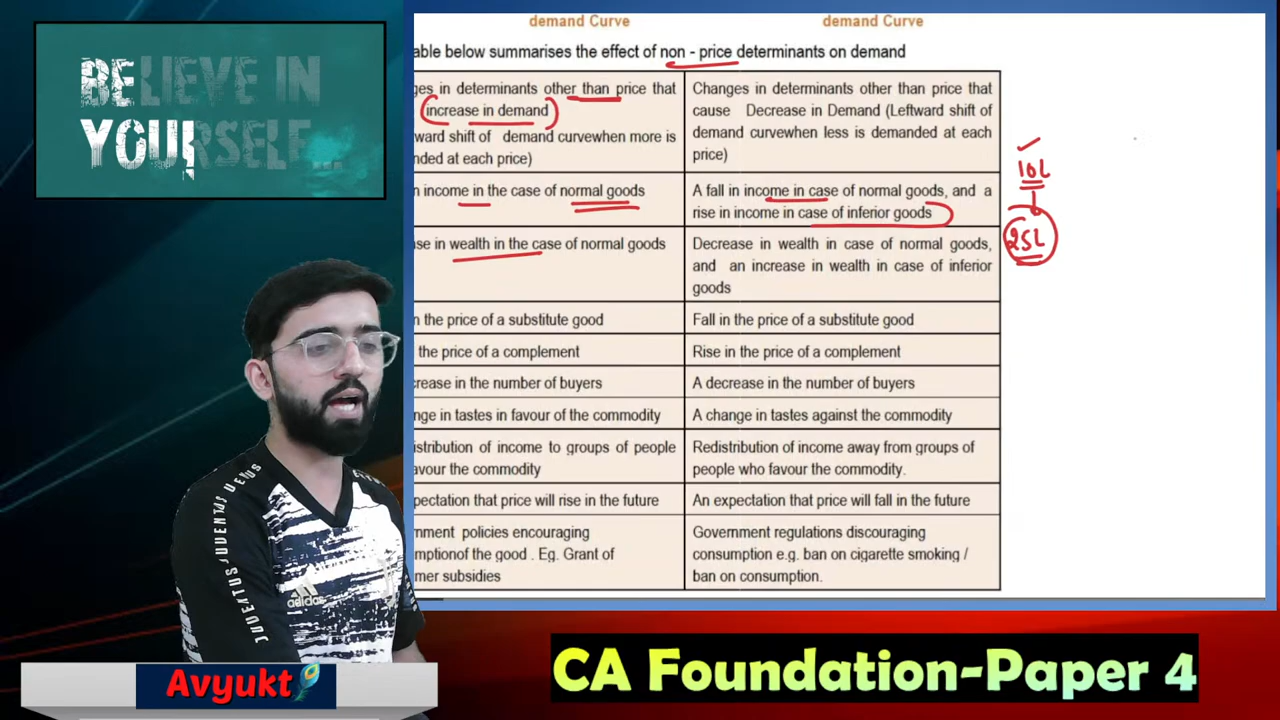 BELIEVE IN
YOURSELF...
demand Curve
demand Curve
able below summarises the effect of non - price determinants on demand
ges in determinants other than price that
increase in demand
ward shift of demand curvewhen more is
nded at each price)
Changes in determinants other than price that
cause Decrease in Demand (Leftward shift of
demand curvewhen less is demanded at each
price)
n income in the case of normal goods
A fall in income in case of normal goods, and a
rise in income in case of inferior goods
se in wealth in the case of normal goods
Decrease in wealth in case of normal goods,
and an increase in wealth in case of inferior
goods
n the price of a substitute good
Fall in the price of a substitute good
the price of a complement
Rise in the price of a complement
crease in the number of buyers
A decrease in the number of buyers
nge in tastes in favour of the commodity
A change in tastes against the commodity
istribution of income to groups of people
avour the commodity
Redistribution of income away from groups of
people who favour the commodity.
pectation that price will rise in the future
An expectation that price will fall in the future
rnment policies encouraging
mptionof the good . Eg. Grant of
mer subsidies
Government regulations discouraging
consumption e.g. ban on cigarette smoking /
ban on consumption.
10L
25L
JUVENTUS JUVENTUS
adidas
Avyukt
CA Foundation-Paper 4